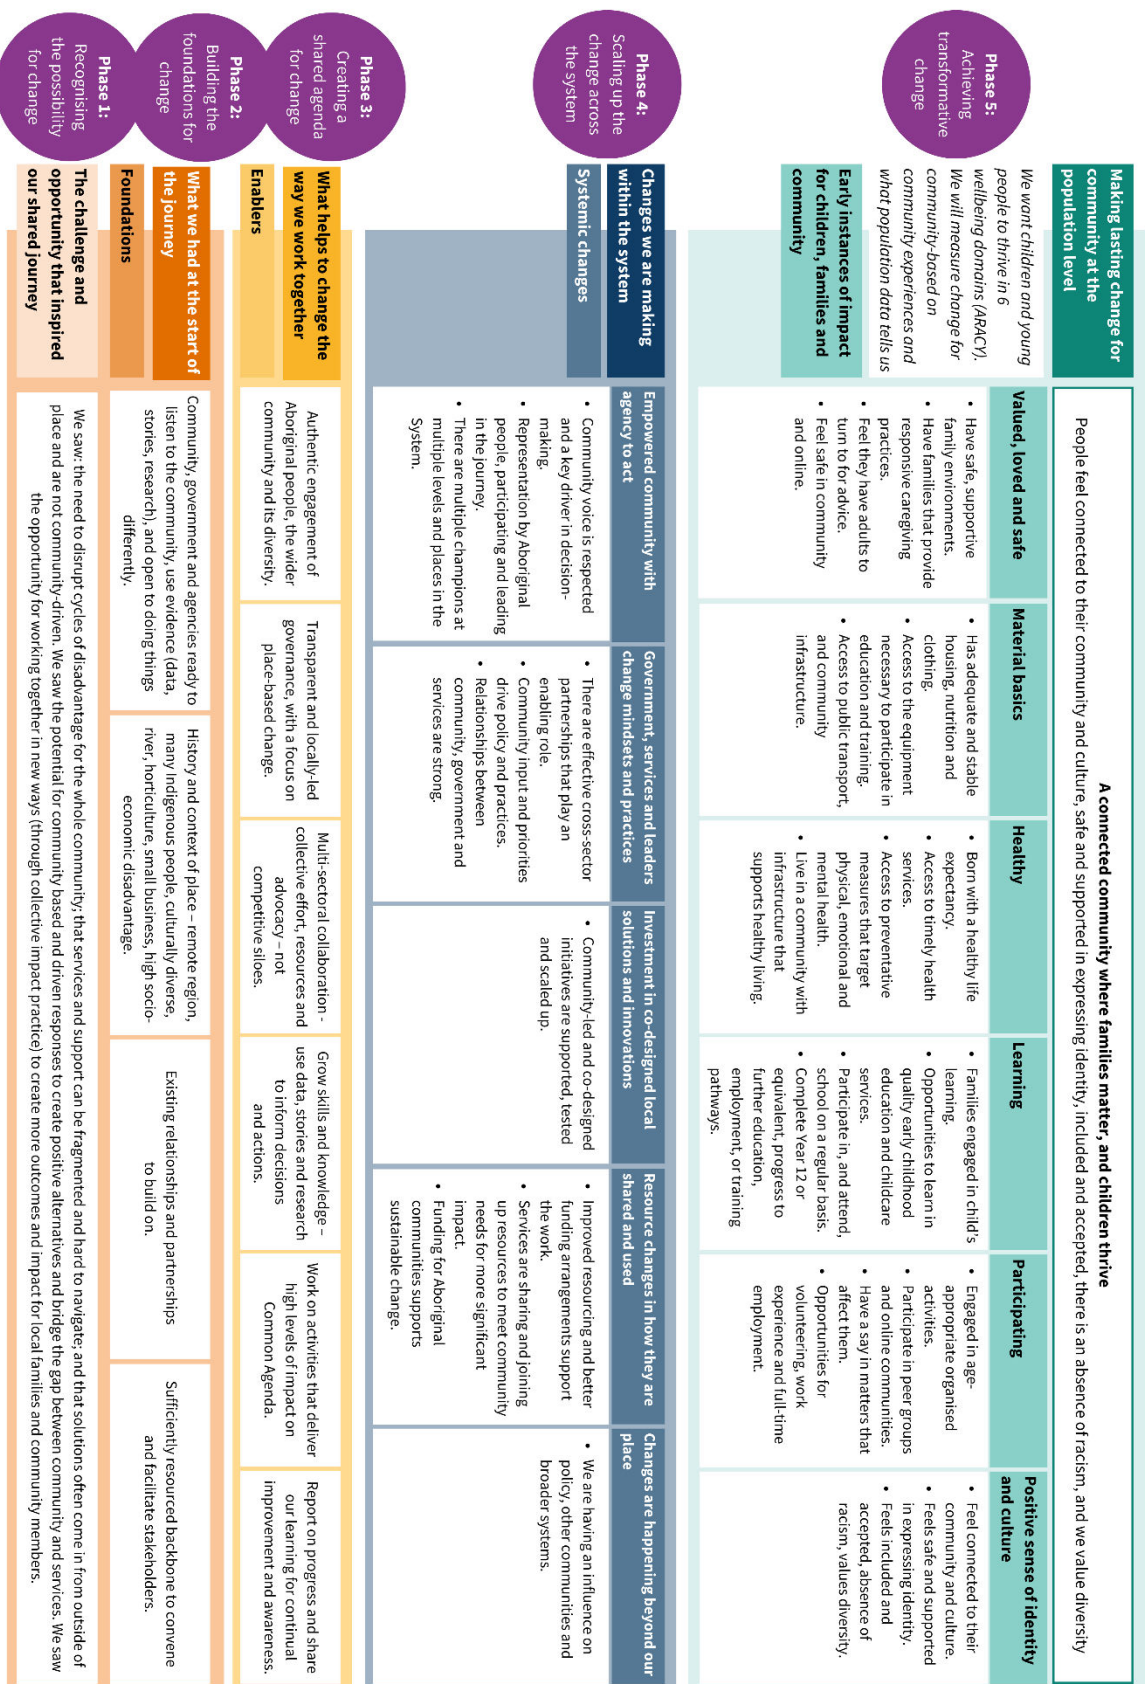 Making lasting change for
community at the
population level
A connected community where families matter, and children thrive
People feel connected to their community and culture, safe and supported in expressing identity, included and accepted, there is an absence of racism, and we value diversity
Phase 5:
Achieving
transformative
change
We want children and young
people to thrive in 6
wellbeing domains (ARACY).
We will measure change for
community-based on
community experiences and
what population data tells us
Early instances of impact
for children, families and
community
Valued, loved and safe
• Have safe, supportive
family environments.
• Have families that provide
responsive caregiving
practices.
• Feel they have adults to
turn to for advice.
• Feel safe in community
and online.
Material basics
• Has adequate and stable
housing, nutrition and
clothing.
• Access to the equipment
necessary to participate in
education and training.
• Access to public transport,
and community
infrastructure.
Healthy
• Born with a healthy life
expectancy.
• Access to timely health
services.
• Access to preventative
measures that target
physical, emotional and
mental health.
• Live in a community with
infrastructure that
supports healthy living.
Learning
• Families engaged in child's
learning.
• Opportunities to learn in
quality early childhood
education and childcare
services.
• Participate in, and attend,
school on a regular basis.
• Complete Year 12 or
equivalent, progress to
further education,
employment, or training
pathways.
Participating
• Engaged in age-
appropriate organised
activities.
• Participate in peer groups
and online communities.
• Have a say in matters that
affect them.
• Opportunities for
volunteering, work
experience and full-time
employment.
Positive sense of identity
and culture
• Feel connected to their
community and culture.
• Feels safe and supported
in expressing identity.
• Feels included and
accepted, absence of
racism, values diversity.
Phase 4:
Scaling up the
change across
the system
Changes we are making
within the system
Systemic changes
Empowered community with
agency to act
• Community voice is respected
and a key driver in decision-
making.
• Representation by Aboriginal
people, participating and leading
in the journey.
• There are multiple champions at
multiple levels and places in the
System.
Government, services and leaders
change mindsets and practices
• There are effective cross-sector
partnerships that play an
enabling role.
• Community input and priorities
drive policy and practices.
• Relationships between
community, government and
services are strong.
Investment in co-designed local
solutions and innovations
• Community-led and co-designed
initiatives are supported, tested
and scaled up.
Resource changes in how they are
shared and used
• Improved resourcing and better
funding arrangements support
the work.
• Services are sharing and joining
up resources to meet community
needs for more significant
impact.
• Funding for Aboriginal
communities supports
sustainable change.
Changes are happening beyond our
place
• We are having an influence on
policy, other communities and
broader systems.
Phase 3:
Creating a
shared agenda
for change
What helps to change the
way we work together
Enablers
Authentic engagement of
Aboriginal people, the wider
community and its diversity.
Transparent and locally-led
governance, with a focus on
place-based change.
Multi-sectoral collaboration -
collective effort, resources and
advocacy – not
competitive siloes.
Grow skills and knowledge –
use data, stories and research
to inform decisions
and actions.
Work on activities that deliver
high levels of impact on
Common Agenda.
Report on progress and share
our learning for continual
improvement and awareness.
Phase 2:
Building the
foundations for
change
What we had at the start of
the journey
Foundations
Community, government and agencies ready to
listen to the community, use evidence (data,
stories, research), and open to doing things
differently.
History and context of place – remote region,
many Indigenous people, culturally diverse,
river, horticulture, small business, high socio-
economic disadvantage.
Existing relationships and partnerships
to build on.
Sufficiently resourced backbone to convene
and facilitate stakeholders.
Phase 1:
Recognising
the possibility
for change
The challenge and
opportunity that inspired
our shared journey
We saw: the need to disrupt cycles of disadvantage for the whole community; that services and support can be fragmented and hard to navigate; and that solutions often come in from outside of
place and are not community-driven. We saw the potential for community based and driven responses to create positive alternatives and bridge the gap between community and services. We saw
the opportunity for working together in new ways (through collective impact practice) to create more outcomes and impact for local families and community members.